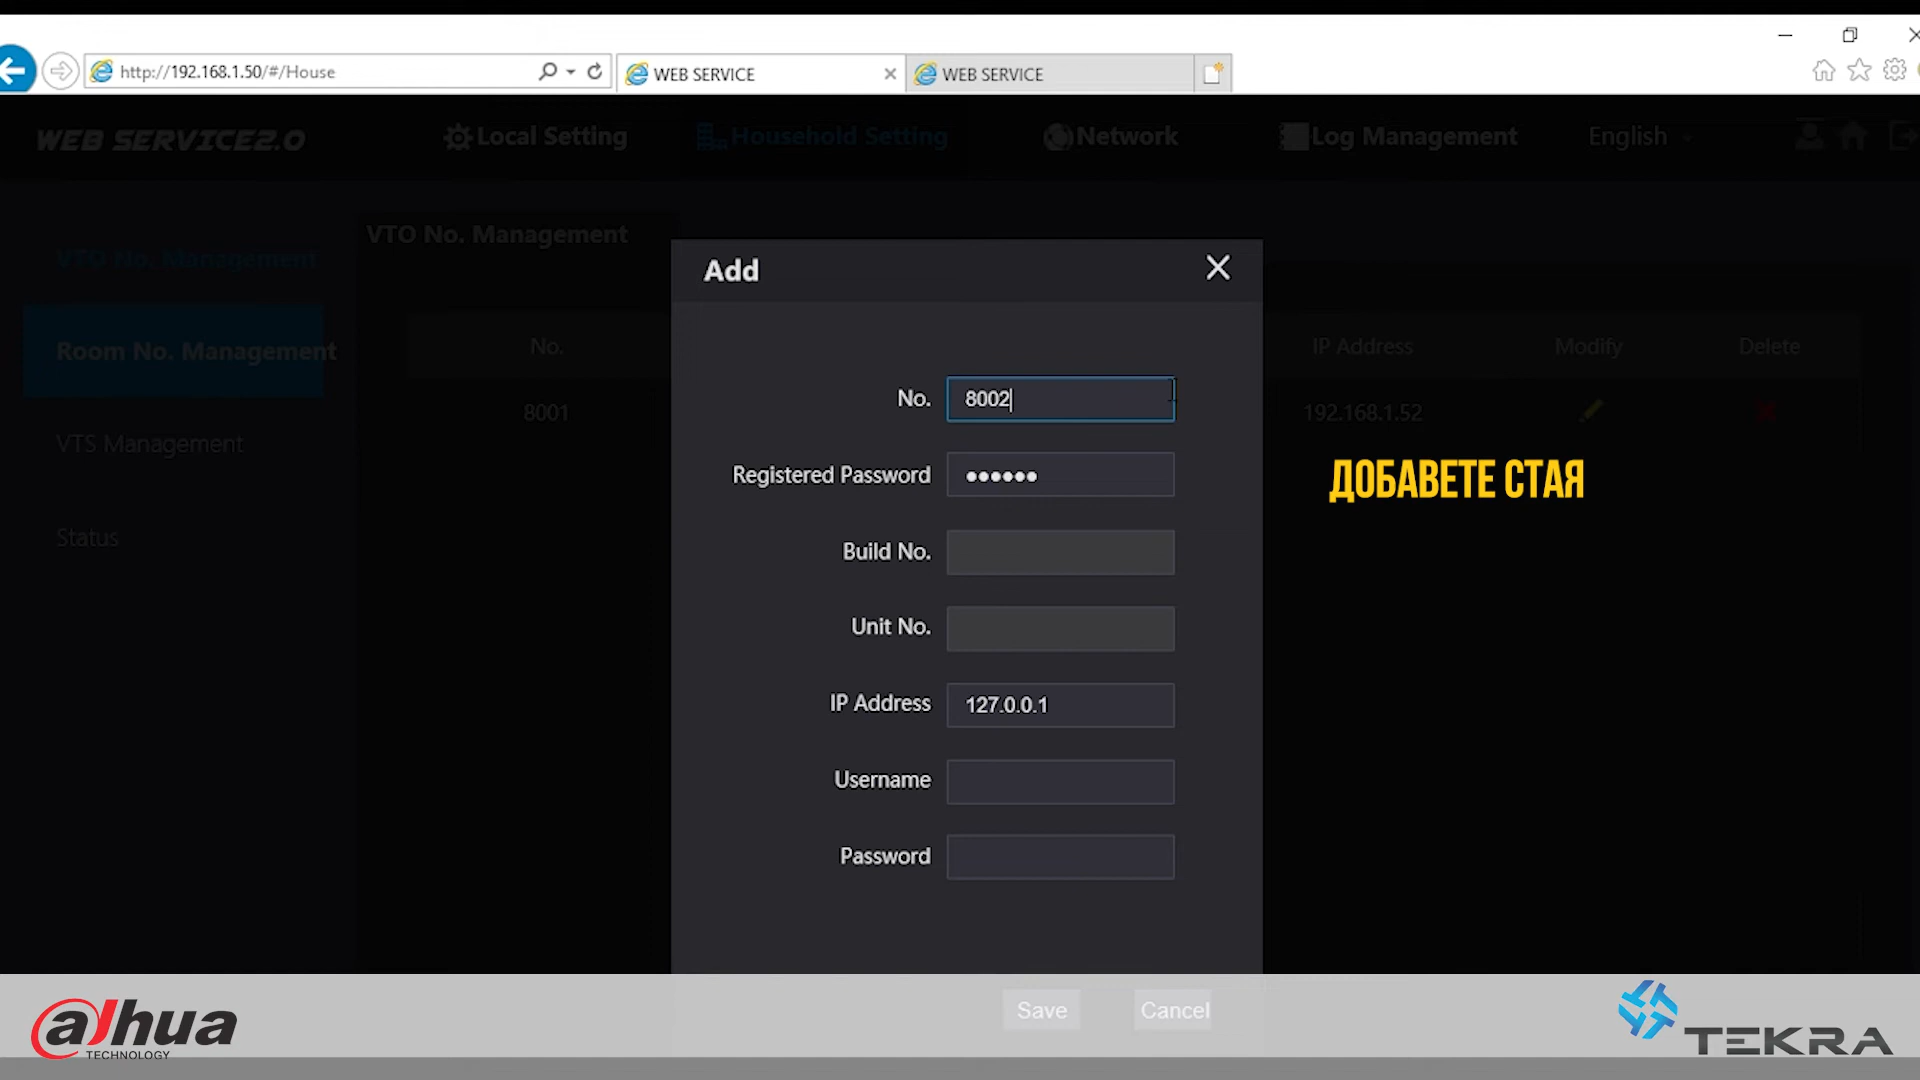 http://192.168.1.50/#/House
WEB SERVICE
WEB SERVICE
WEB SERVICE2.0
Local Setting
Household Setting
Network
Log Management
English
VTO No. Management
VTO No. Management
Room No. Management
VTS Management
Status
No.
IP Address
Modify
Delete
8001
192.168.1.52
Add
No.
8002
Registered Password
••••••
Build No.
Unit No.
IP Address
127.0.0.1
Username
Password
Save
Cancel
ДОБАВЕТЕ СТАЯ
alhua
TECHNOLOGY
TEKRA